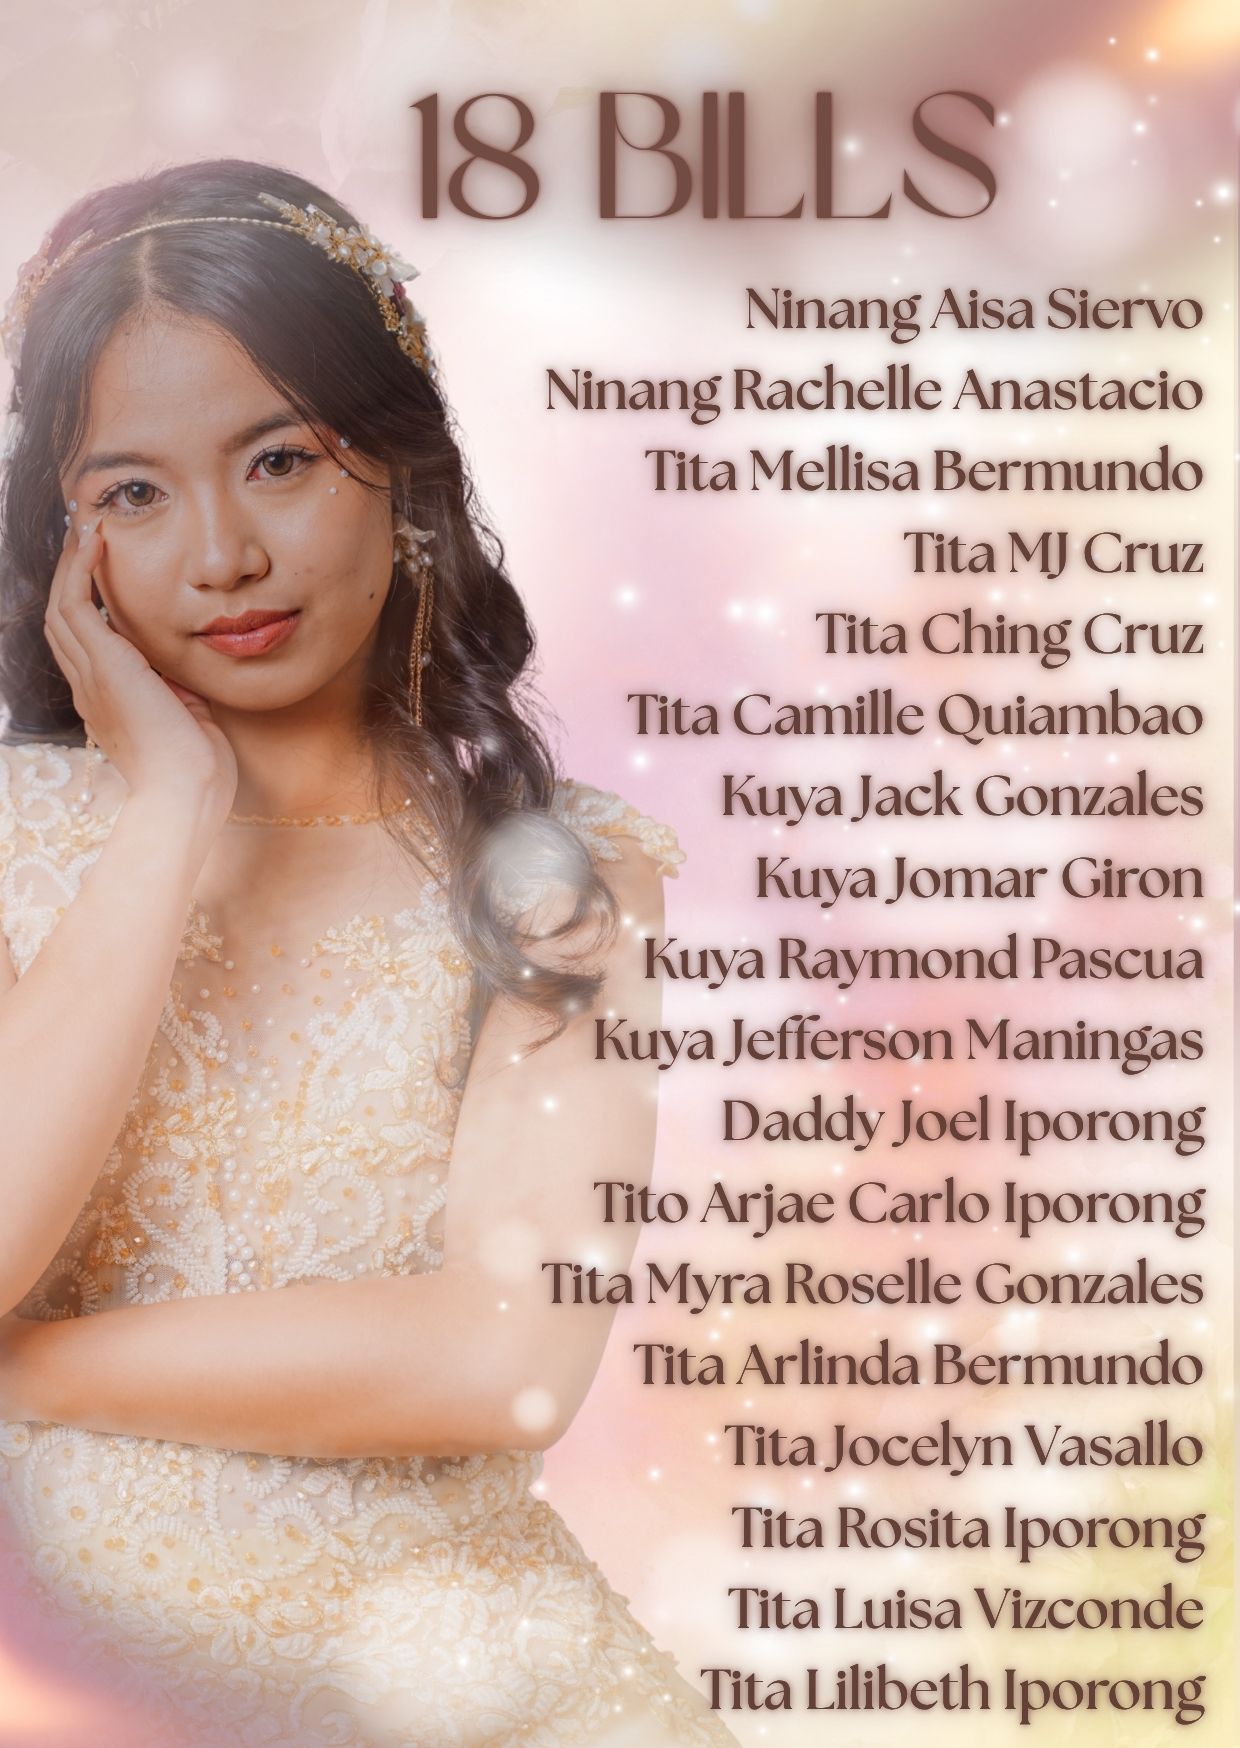 18 BILLS
Ninang Aisa Siervo
Ninang Rachelle Anastacio
Tita Mellisa Bermundo
Tita MJ Cruz
Tita Ching Cruz
Tita Camille Quiambao
Kuya Jack Gonzales
Kuya Jomar Giron
Kuya Raymond Pascua
Kuya Jefferson Maningas
Daddy Joel Iporong
Tito Arjae Carlo Iporong
Tita Myra Roselle Gonzales
Tita Arlinda Bermundo
Tita Jocelyn Vasallo
Tita Rosita Iporong
Tita Luisa Vizconde
Tita Lilibeth Iporong